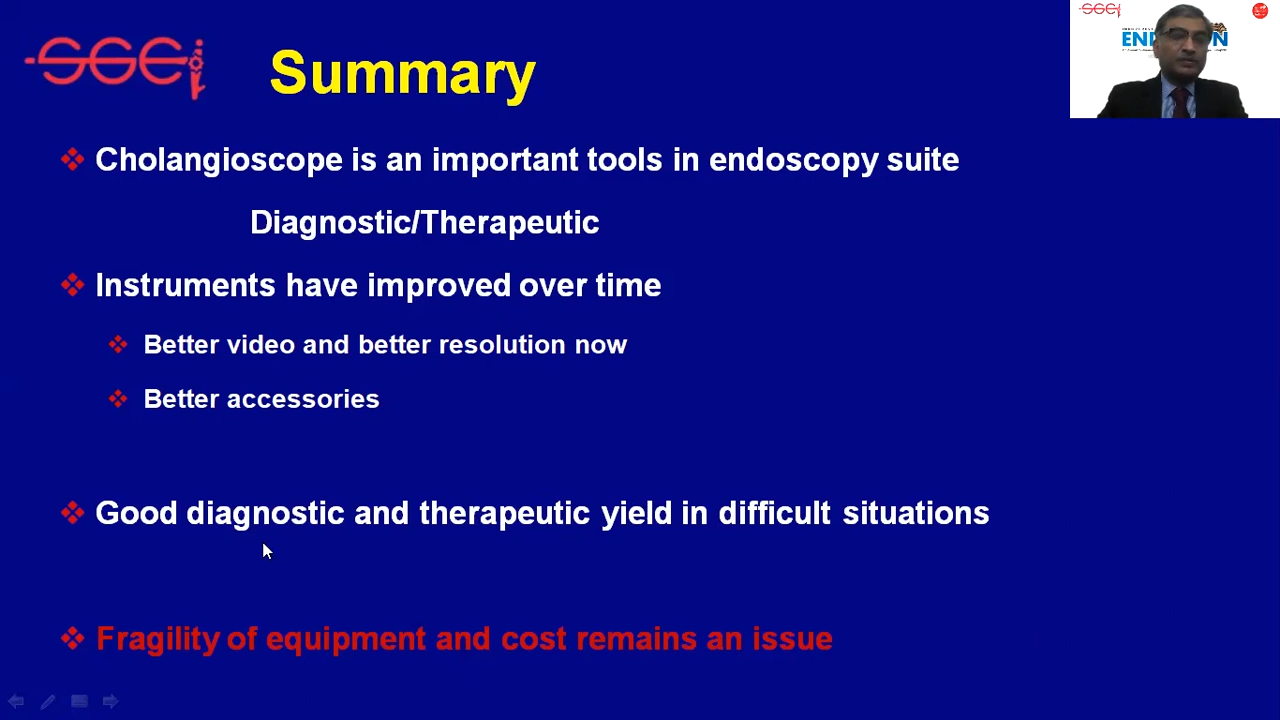 SGEI
Summary
SGEI
Cholangioscope is an important tools in endoscopy suite
Diagnostic/Therapeutic
Instruments have improved over time
Better video and better resolution now
Better accessories
Good diagnostic and therapeutic yield in difficult situations
Fragility of equipment and cost remains an issue